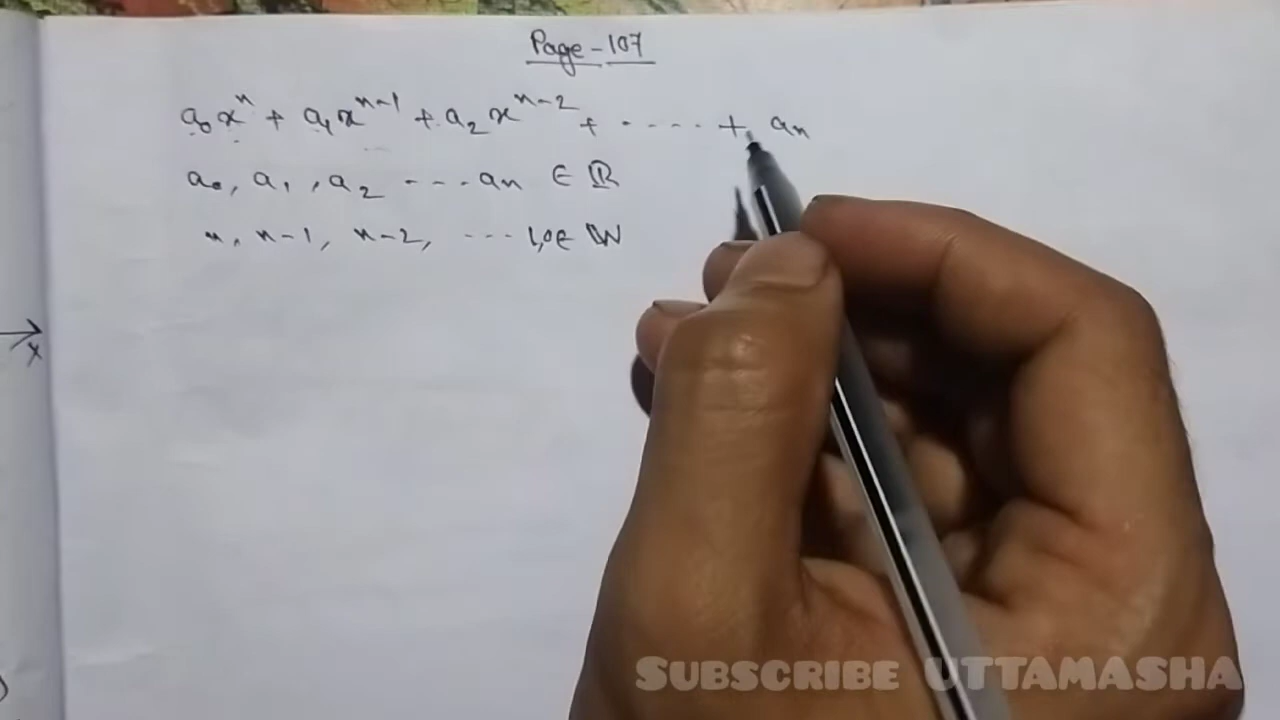 Page-107
a₀xⁿ + a₁xⁿ⁻¹ + a₂xⁿ⁻² + ..... + aₙ
a₀, a₁, a₂ ---- aₙ ∈ ℝ
n, n-1, n-2, ---- 1,0 ∈ W
x
SUBSCRIBE UTTAMASHA